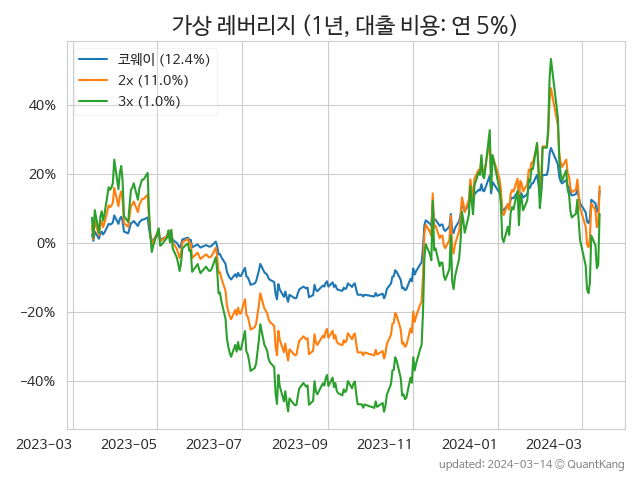 가상 레버리지 (1년, 대출 비용: 연 5%)
코웨이 (12.4%)
2x (11.0%)
3x (1.0%)
40%
20%
0%
−20%
−40%
2023-03 2023-05 2023-07 2023-09 2023-11 2024-01 2024-03
updated: 2024-03-14 © QuantKang